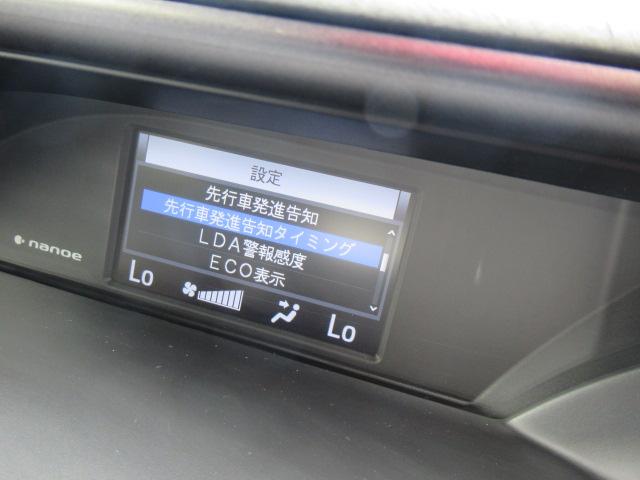 設定
先行車発進告知
先行車発進告知タイミング
LDA警報感度
ECO表示
nanoe
Lo
Lo